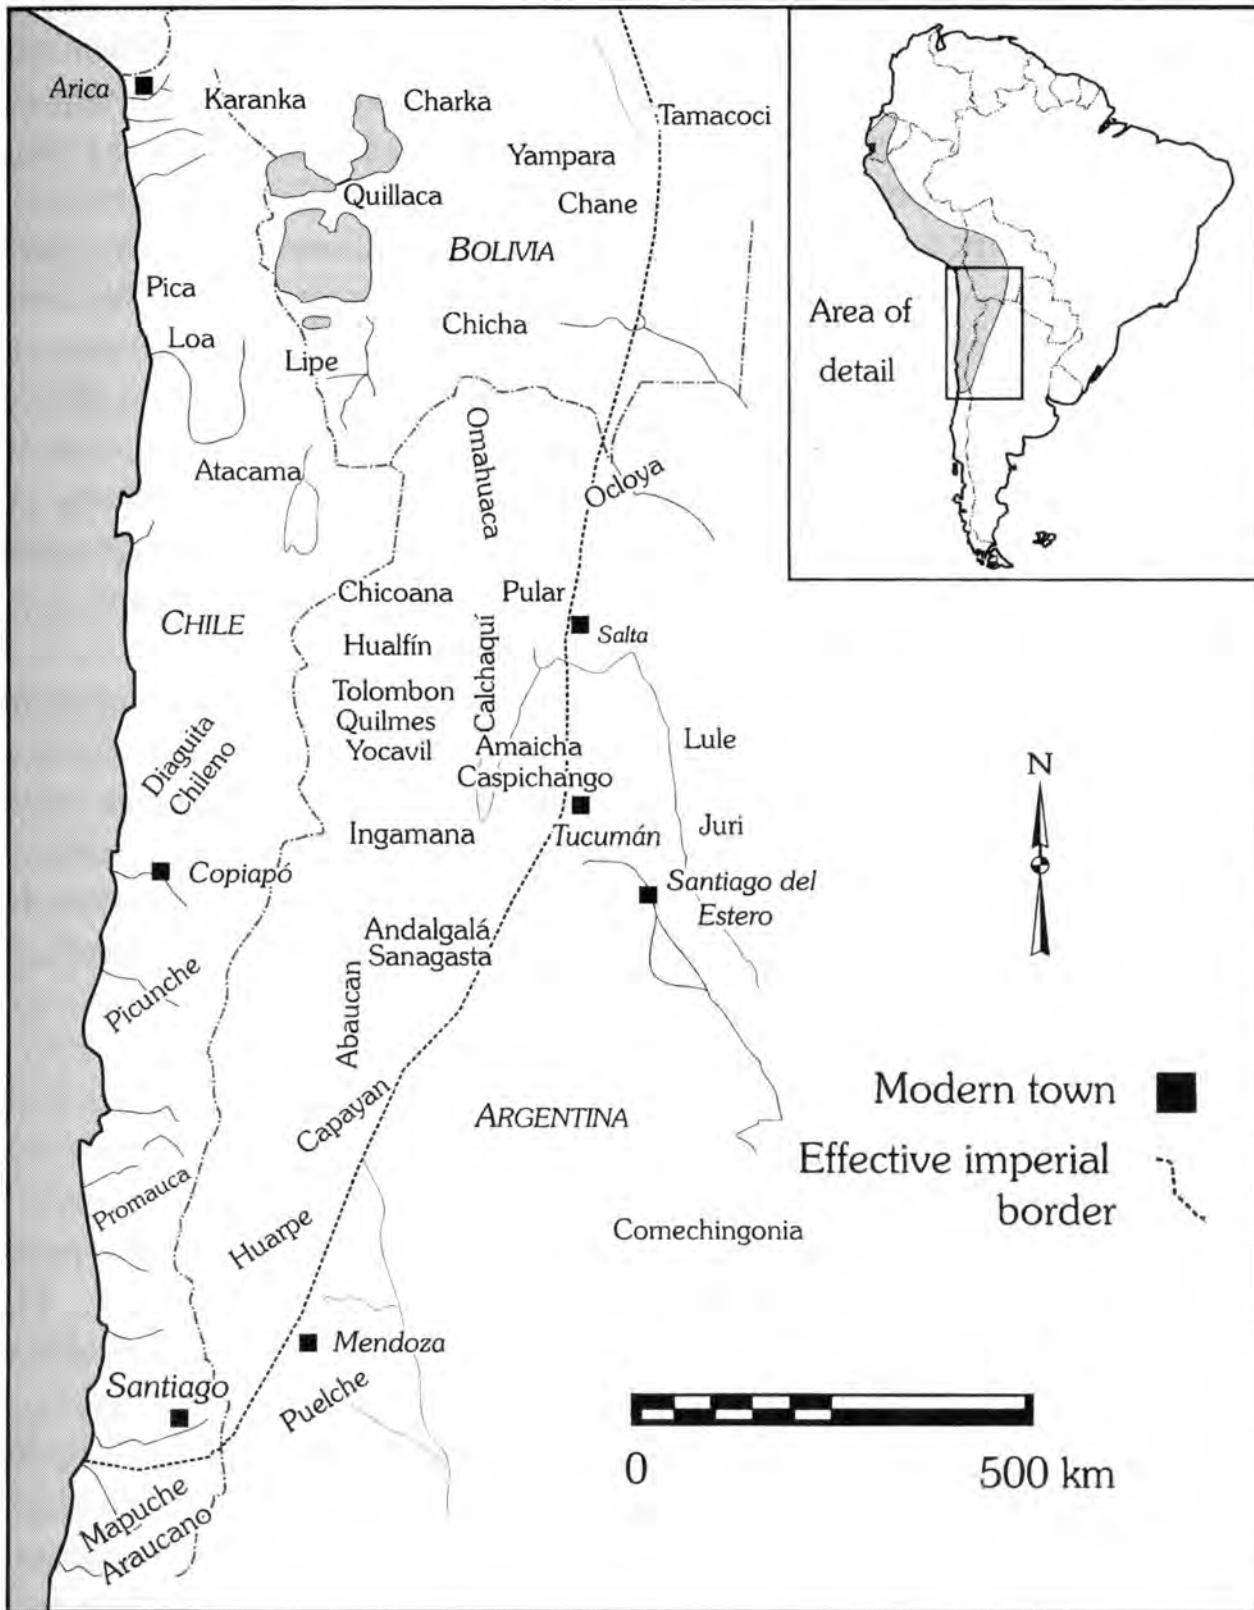 Arica
Karanka
Charka
Tamacoci
Yampara
Quillaca
Chane
BOLIVIA
Pica
Loa
Chicha
Lipe
Area of
detail
Omahuaca
Atacama
Ocloya
Chicoana
Pular
CHILE
Salta
Hualfín
Calchaquí
Tolombon
Quilmes
Yocavil
Amaicha
Caspichango
Lule
Diaguita
Chileno
N
Ingamana
Tucumán
Juri
Copiapó
Santiago del
Estero
Andalgalá
Sanagasta
Picunche
Abaucán
Modern town
Capayan
ARGENTINA
Effective imperial
border
Promauca
Huarpe
Comechingonia
Mendoza
Santiago
Puelche
0
500 km
Mapuche
Araucano